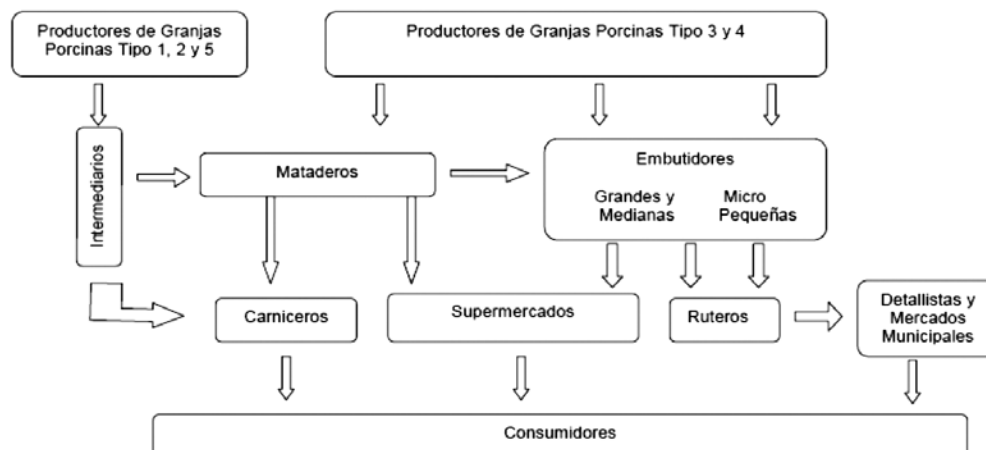 Productores de Granjas
Porcinas Tipo 1, 2 y 5
Productores de Granjas Porcinas Tipo 3 y 4
Intermediarios
Mataderos
Embutidores
Grandes y
Medianas
Micro
Pequeñas
Carniceros
Supermercados
Ruteros
Detallistas y
Mercados
Municipales
Consumidores